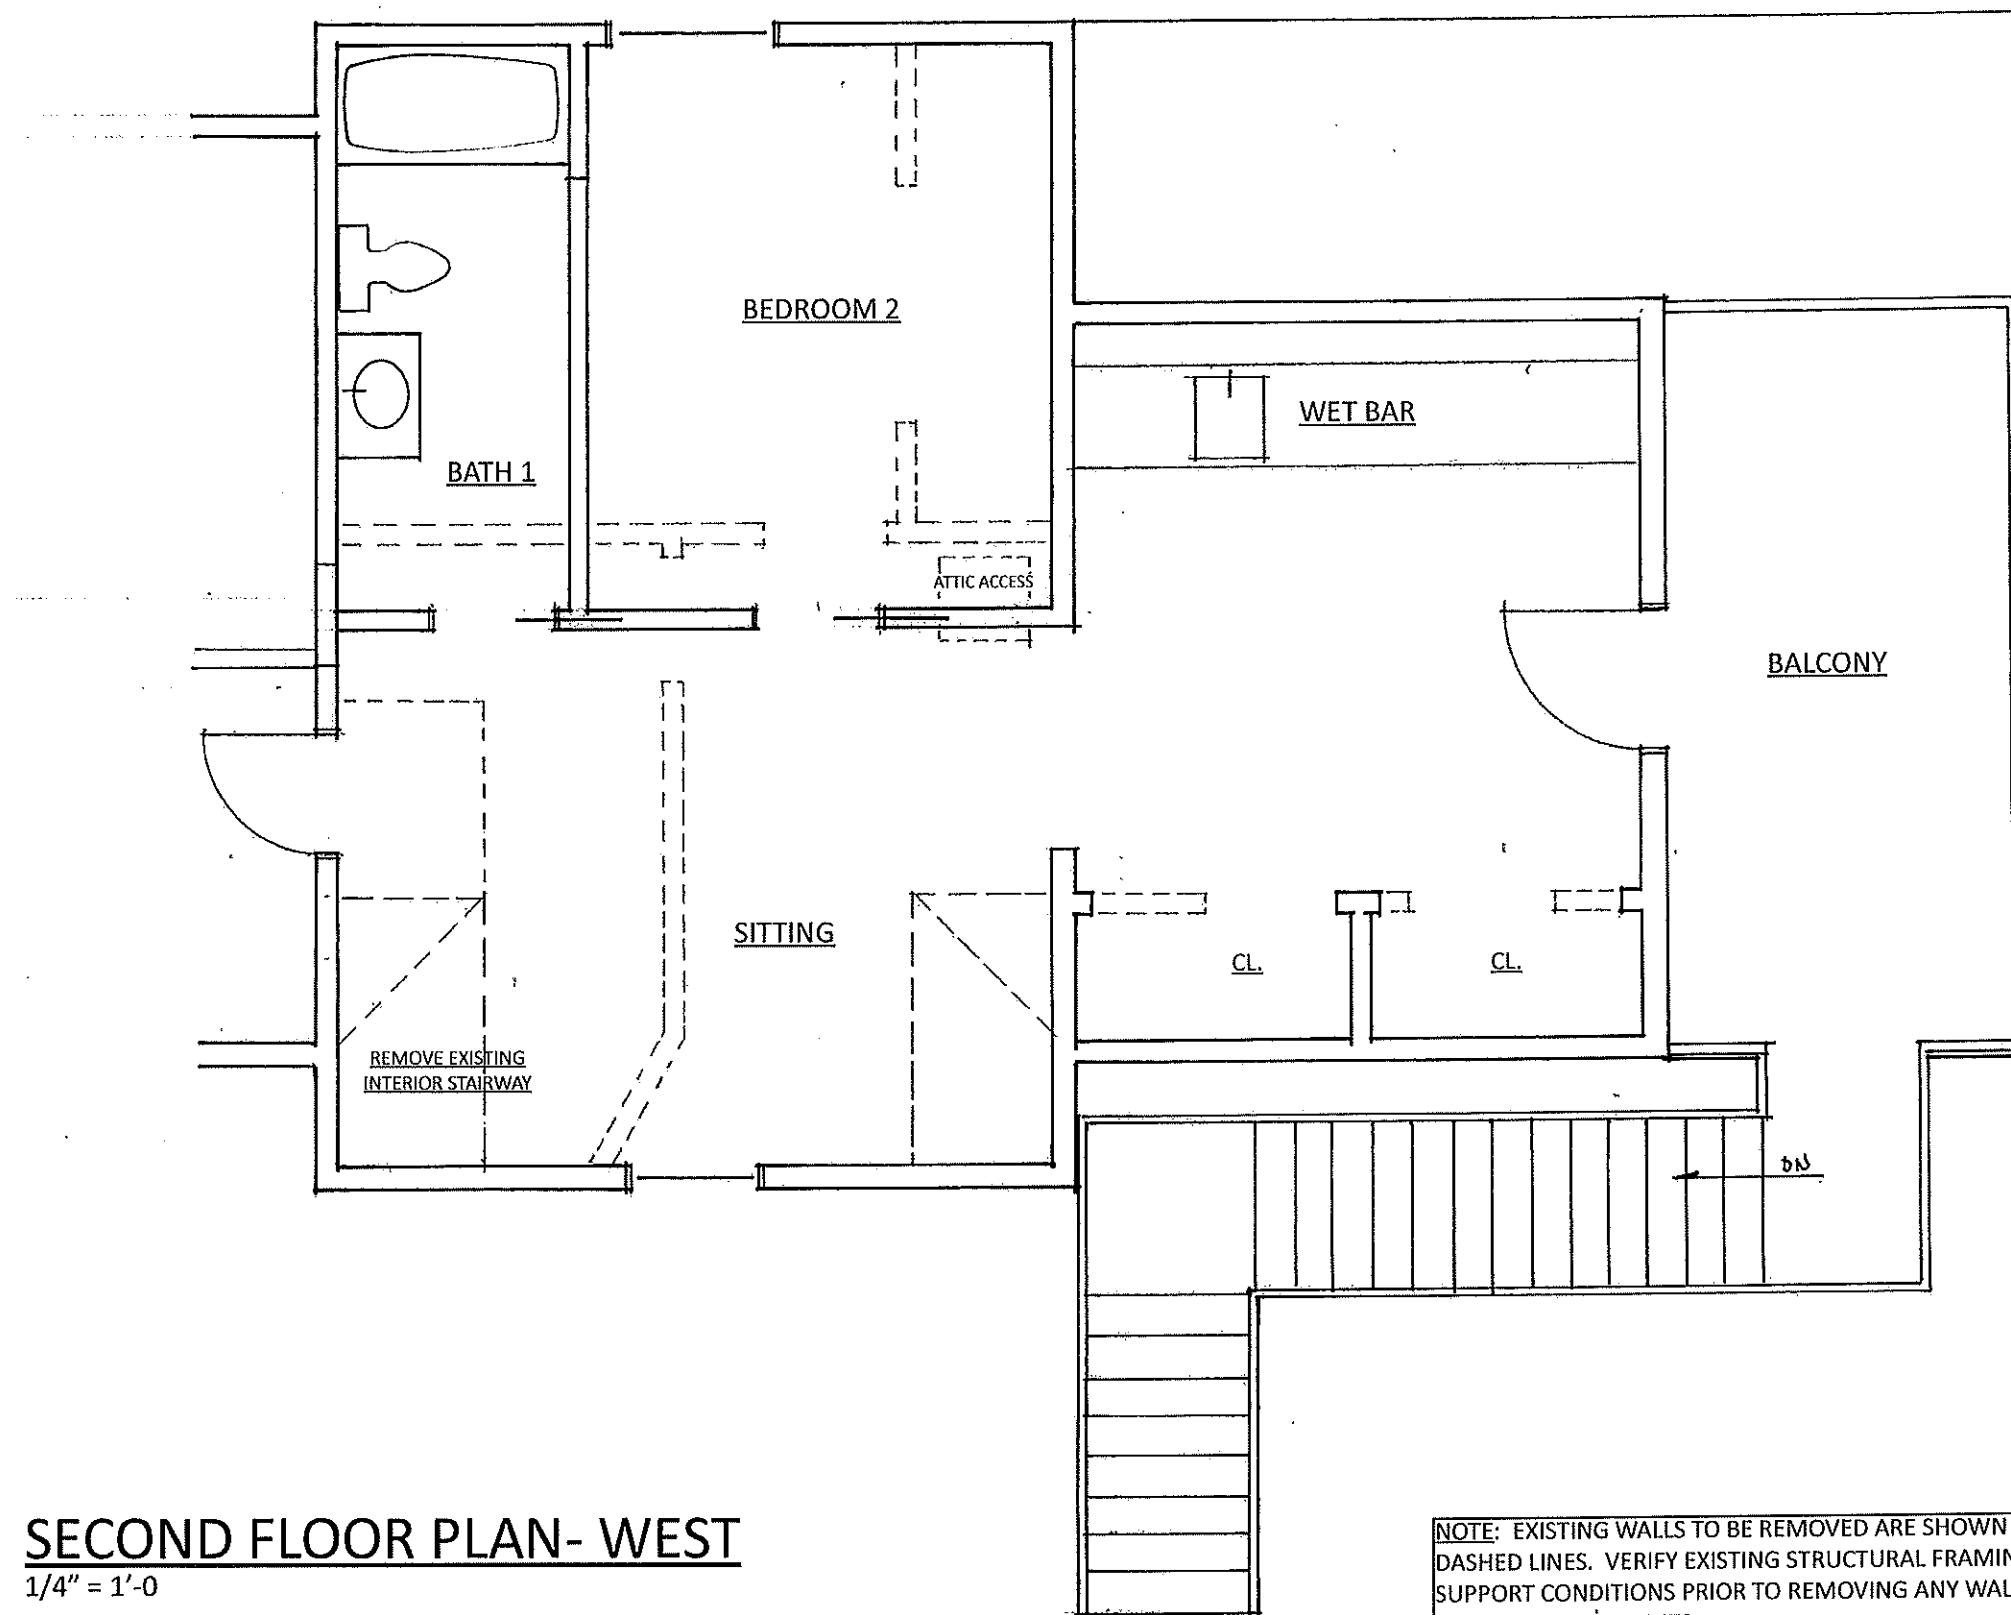 BEDROOM 2
WET BAR
BATH 1
ATTIC ACCESS
BALCONY
SITTING
CL.
CL.
REMOVE EXISTING
INTERIOR STAIRWAY
DN
SECOND FLOOR PLAN- WEST
1/4" = 1'-0
NOTE: EXISTING WALLS TO BE REMOVED ARE SHOWN
DASHED LINES. VERIFY EXISTING STRUCTURAL
SUPPORT CONDITIONS PRIOR TO REMOVING ANY